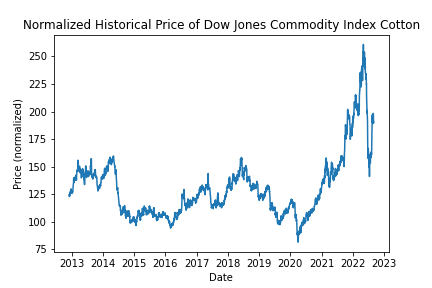 Normalized Historical Price of Dow Jones Commodity Index Cotton
Price (normalized)
250
225
200
175
150
125
100
75
2013 2014 2015 2016 2017 2018 2019 2020 2021 2022 2023
Date